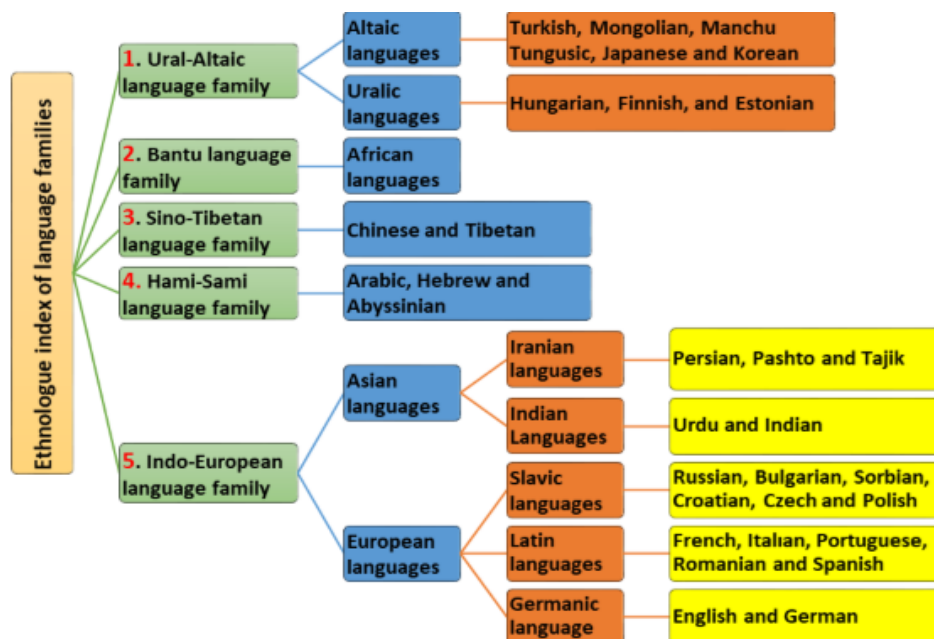 Ethnologue index of language families
1. Ural-Altaic
language family
Altaic
languages
Turkish, Mongolian, Manchu
Tungusic, Japanese and Korean
Uralic
languages
Hungarian, Finnish, and Estonian
2. Bantu language
family
African
languages
3. Sino-Tibetan
language family
Chinese and Tibetan
4. Hami-Sami
language family
Arabic, Hebrew and
Abyssinian
5. Indo-European
language family
Asian
languages
Iranian
languages
Persian, Pashto and Tajik
Indian
Languages
Urdu and Indian
European
languages
Slavic
languages
Russian, Bulgarian, Sorbian,
Croatian, Czech and Polish
Latin
languages
French, Italian, Portuguese,
Romanian and Spanish
Germanic
language
English and German